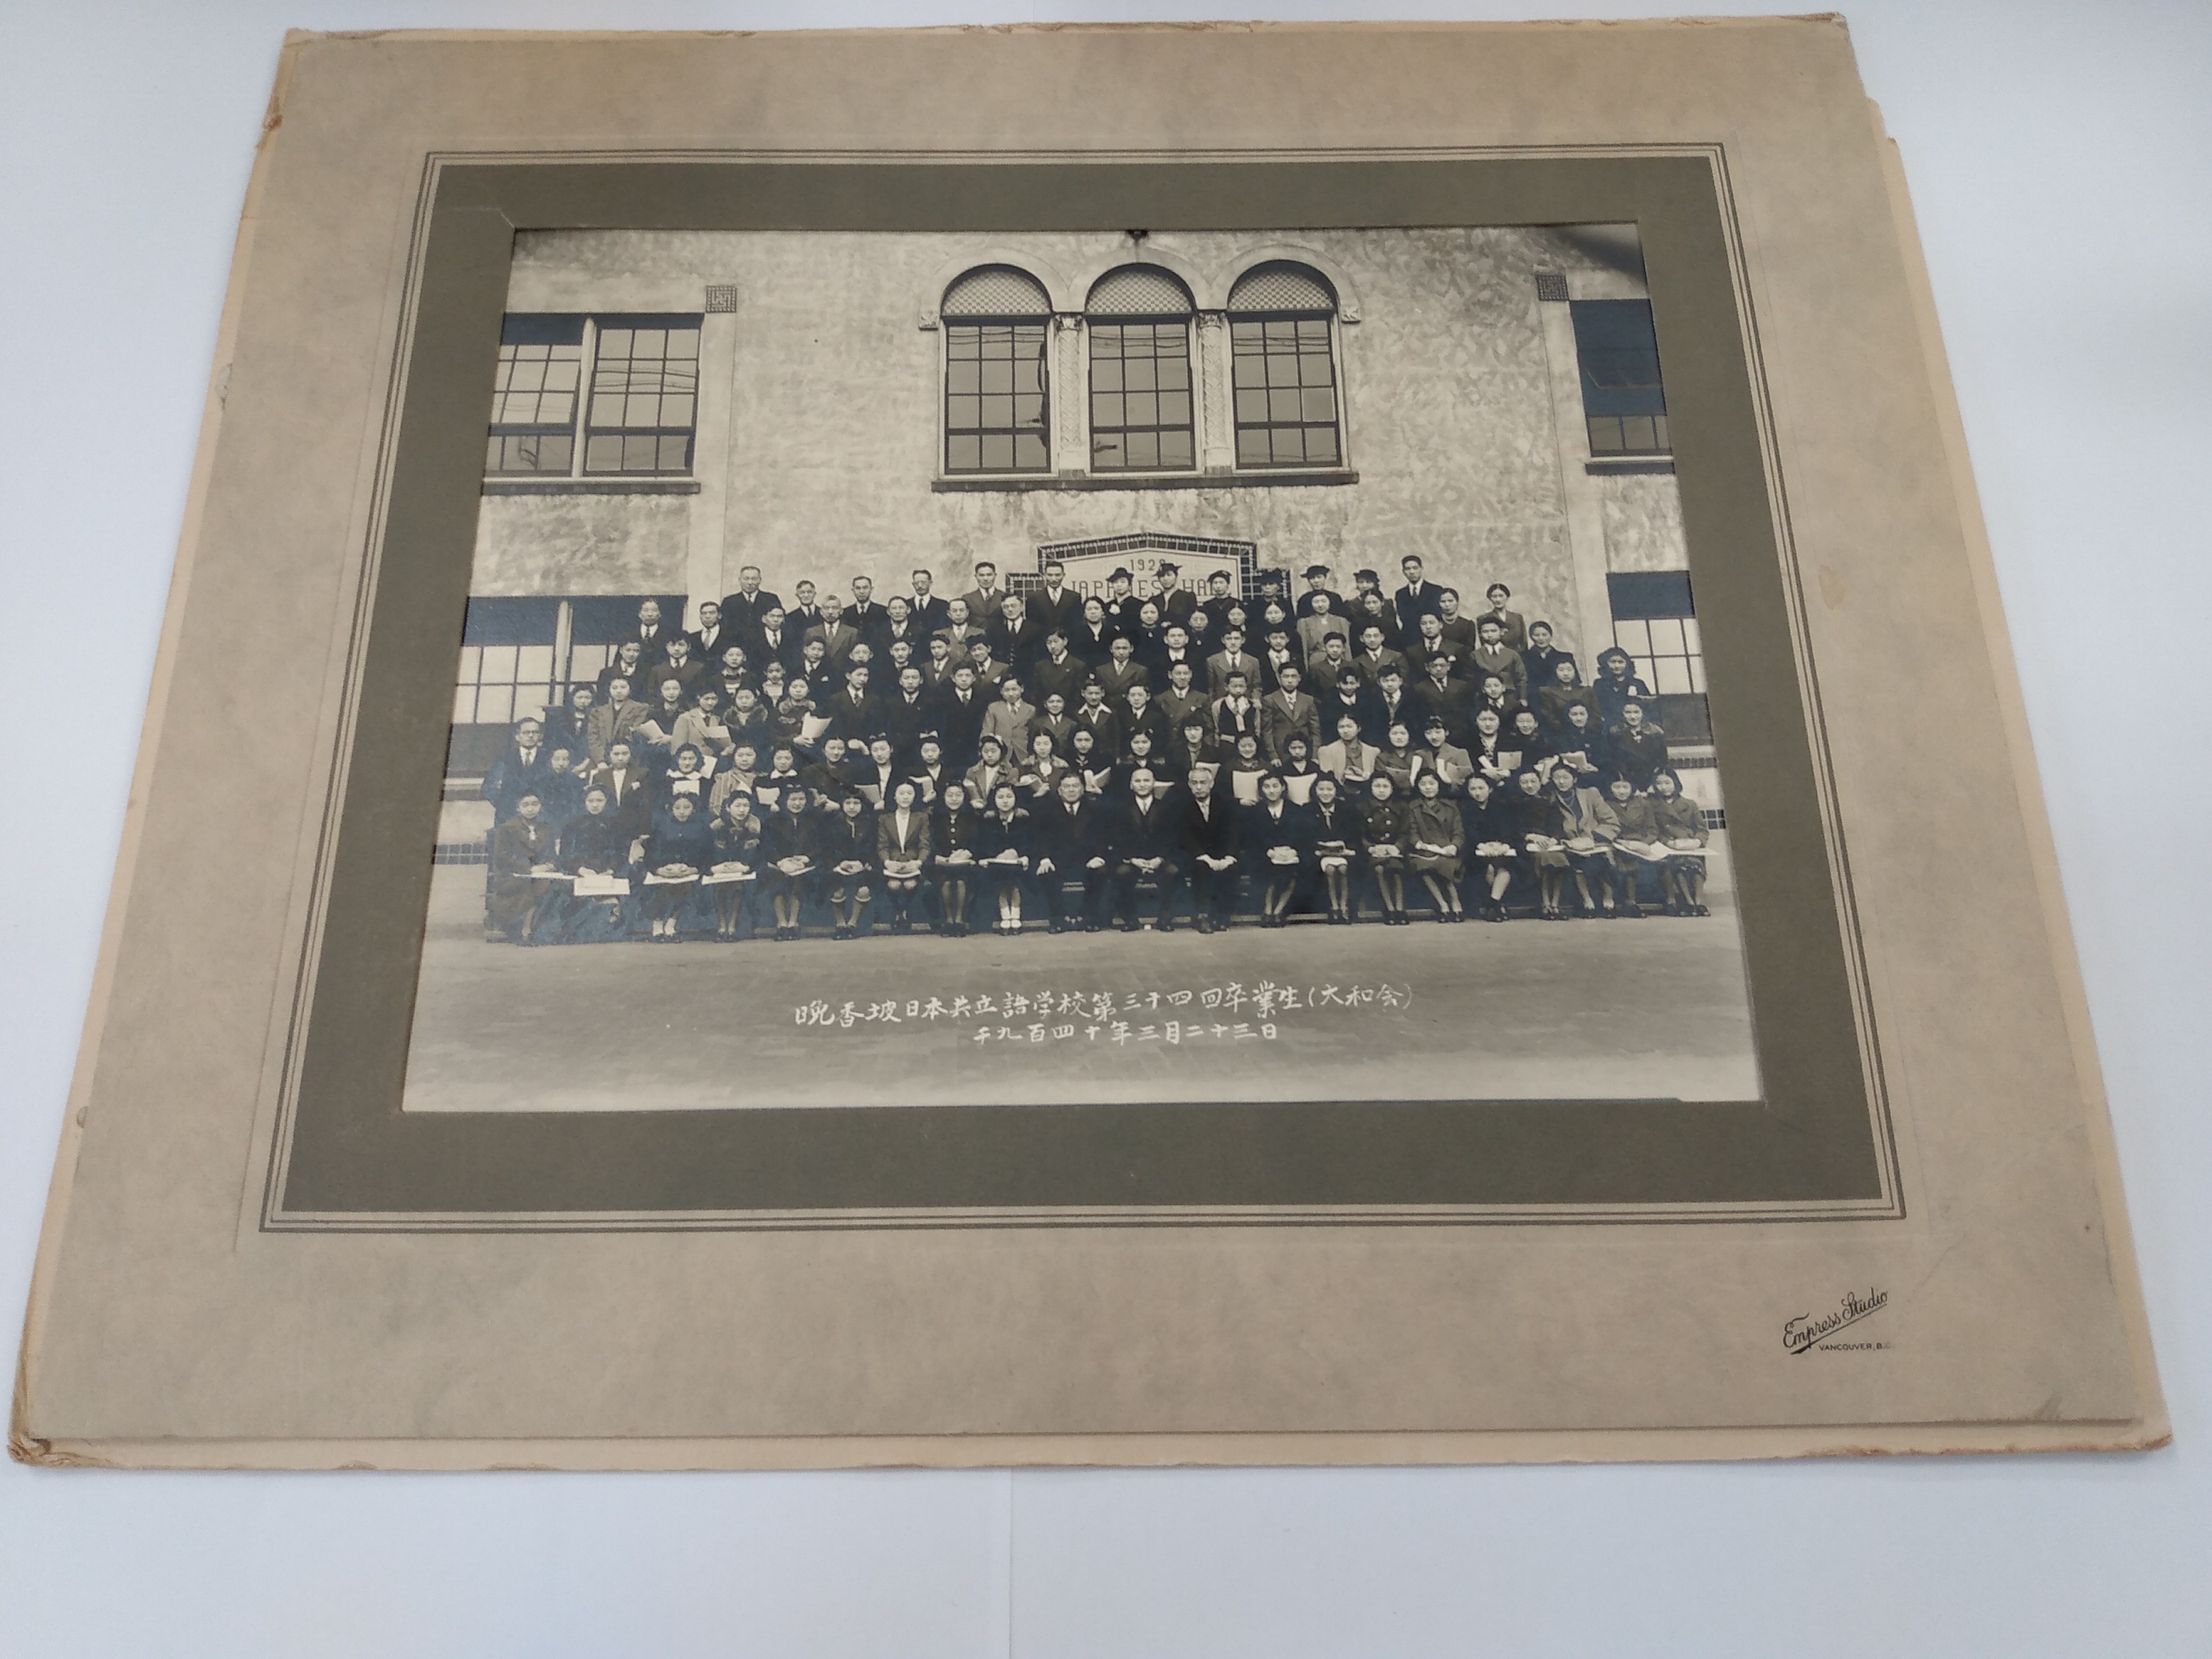 1928
JAPANESE HALL
晩香坡日本共立語学校第三十四回卒業生(大和会)
千九百四十年三月二十三日
Empress Studio
VANCOUVER, B.C.